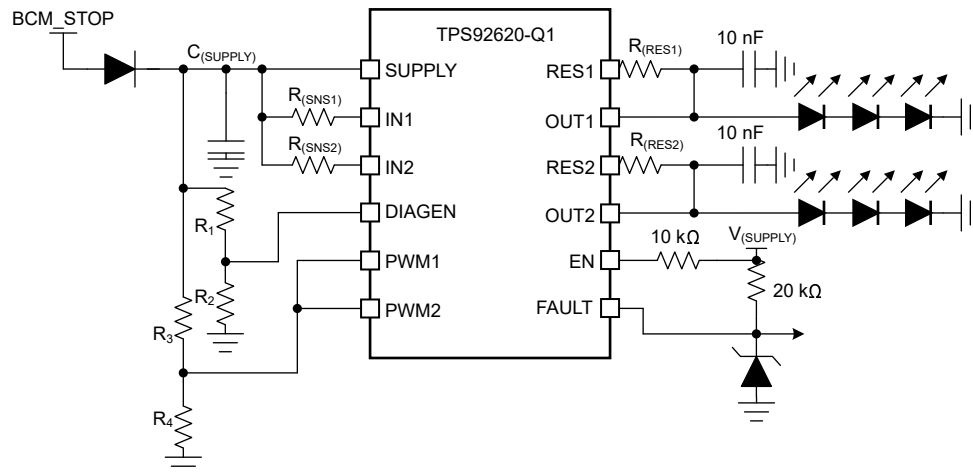 BCM_STOP
C(SUPPLY)
TPS92620-Q1
SUPPLY
R(SNS1)
IN1
R(SNS2)
IN2
DIAGEN
R1
PWM1
R2
PWM2
R3
R4
RES1
R(RES1)
10 nF
OUT1
RES2
R(RES2)
10 nF
OUT2
EN
10 kΩ
V(SUPPLY)
20 kΩ
FAULT